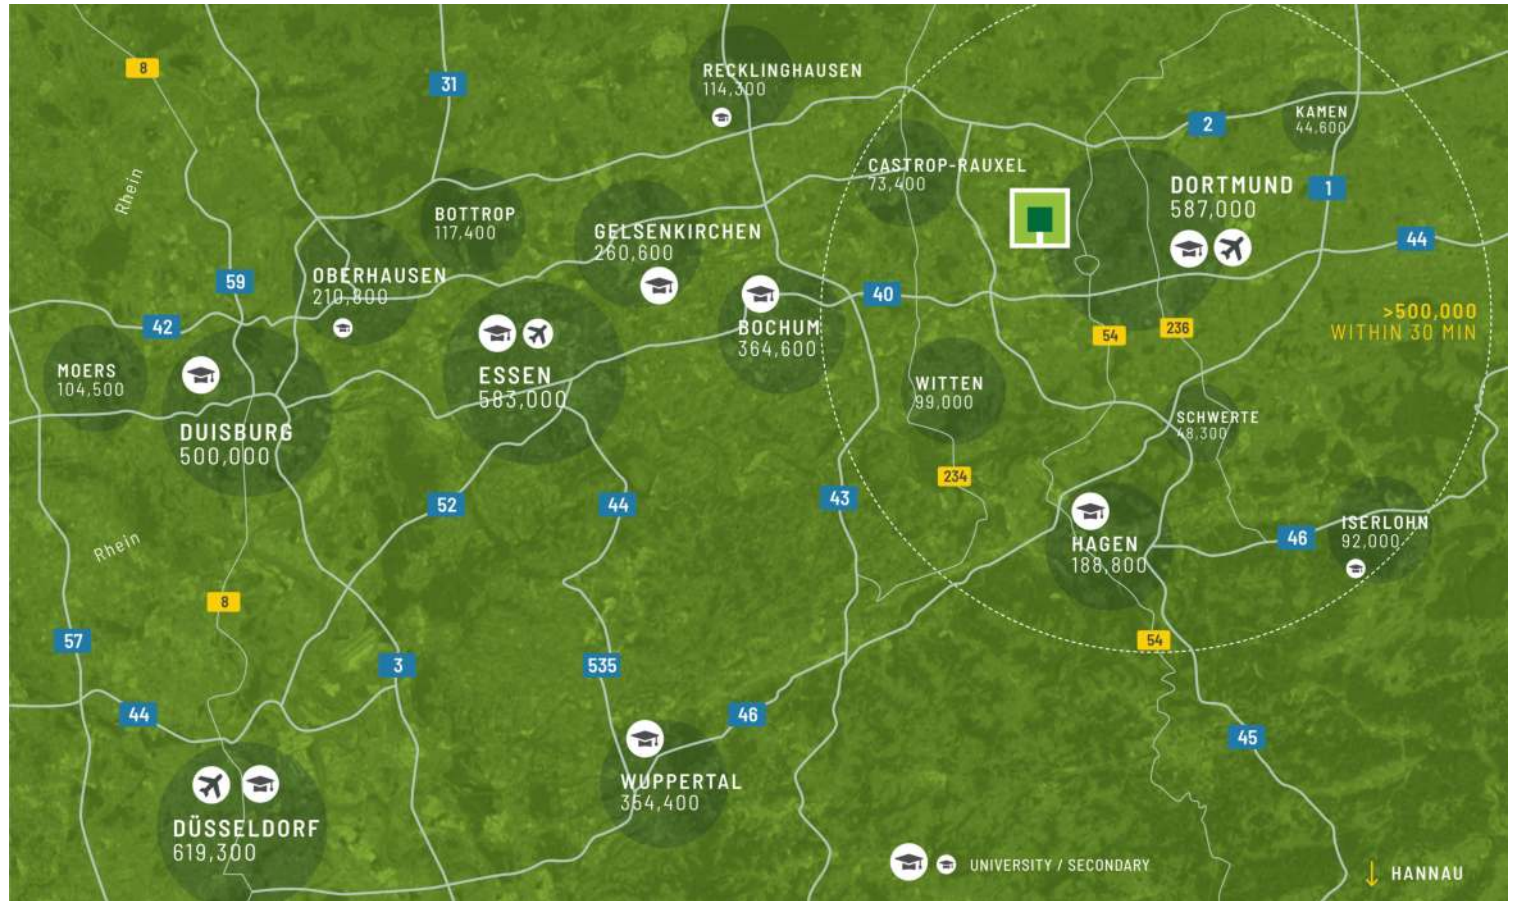 8
31
RECKLINGHAUSEN
114,300
2
KAMEN
44,600
Rhein
CASTROP-RAUXEL
73,400
DORTMUND
587,000
1
BOTTROP
117,400
GELSENKIRCHEN
260,600
44
OBERHAUSEN
210,800
59
40
42
BOCHUM
364,600
54
236
>500,000
WITHIN 30 MIN
MOERS
104,500
ESSEN
583,000
WITTEN
99,000
DUISBURG
500,000
SCHWERTE
48,300
234
52
44
43
HAGEN
188,800
46
ISERLOHN
92,000
Rhein
8
57
3
535
54
44
46
45
WUPPERTAL
354,400
DÜSSELDORF
619,300
UNIVERSITY / SECONDARY
HANNAU